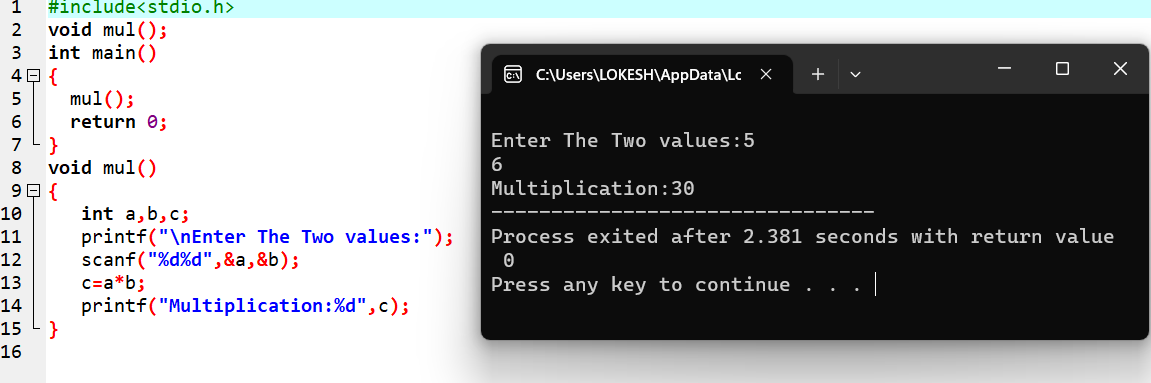 1 #include<stdio.h>
2 void mul();
3 int main()
4 {
5 mul();
6 return 0;
7 }
8 void mul()
9 {
10 int a,b,c;
11 printf("\nEnter The Two values:");
12 scanf("%d%d",&a,&b);
13 c=a*b;
14 printf("Multiplication:%d",c);
15 }
16
C:\Users\LOKESH\AppData\Lc
Enter The Two values:5
6
Multiplication:30
--------------------------------
Process exited after 2.381 seconds with return value
0
Press any key to continue . . .